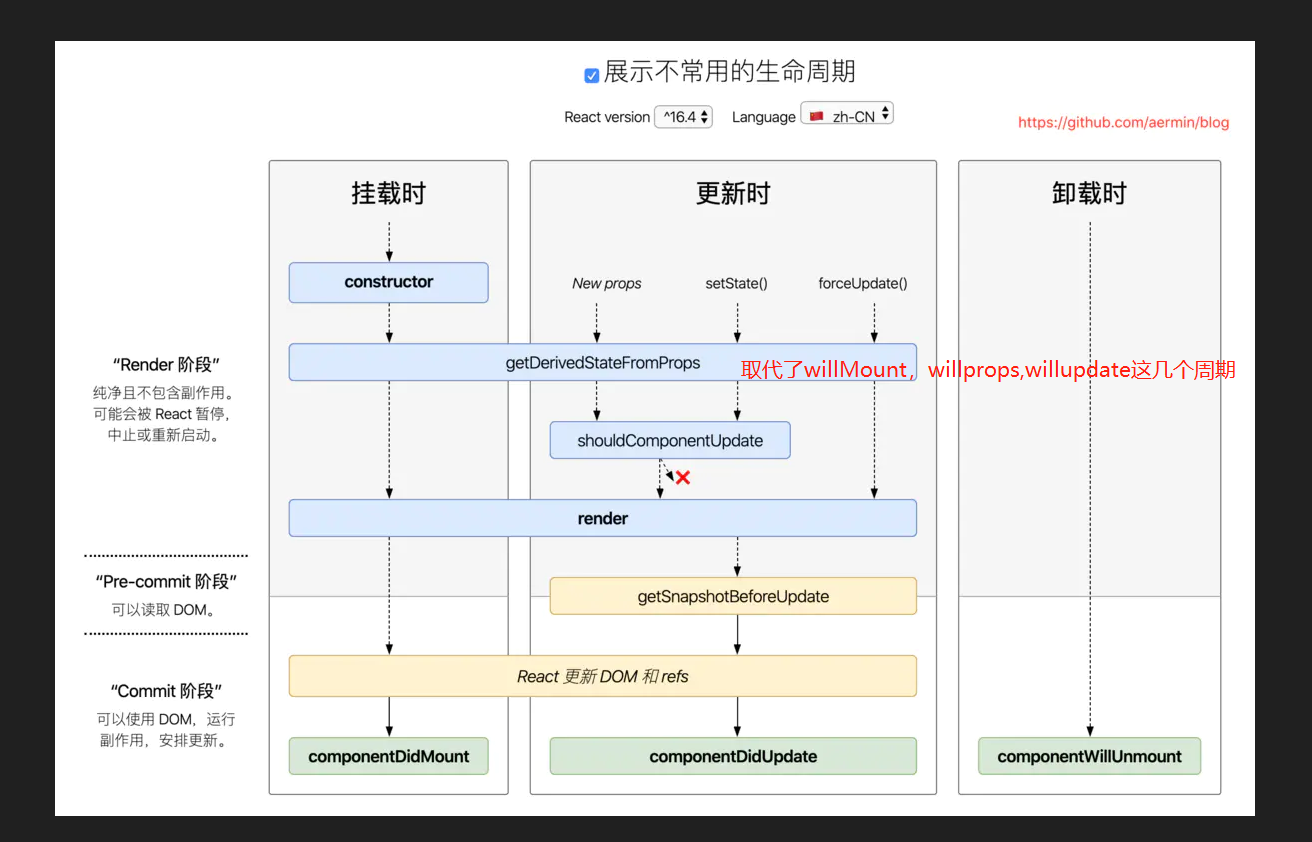 展示不常用的生命周期
React version ^16.4 Language zh-CN
https://github.com/aermin/blog
挂载时
更新时
卸载时
constructor
New props
setState()
forceUpdate()
“Render 阶段”
纯净且不包含副作用。
可能会被 React 暂停，
中止或重新启动。
getDerivedStateFromProps
取代了willMount，willprops,willupdate这几个周期
shouldComponentUpdate
render
“Pre-commit 阶段”
可以读取 DOM。
getSnapshotBeforeUpdate
React 更新 DOM 和 refs
“Commit 阶段”
可以使用 DOM，运行
副作用，安排更新。
componentDidMount
componentDidUpdate
componentWillUnmount